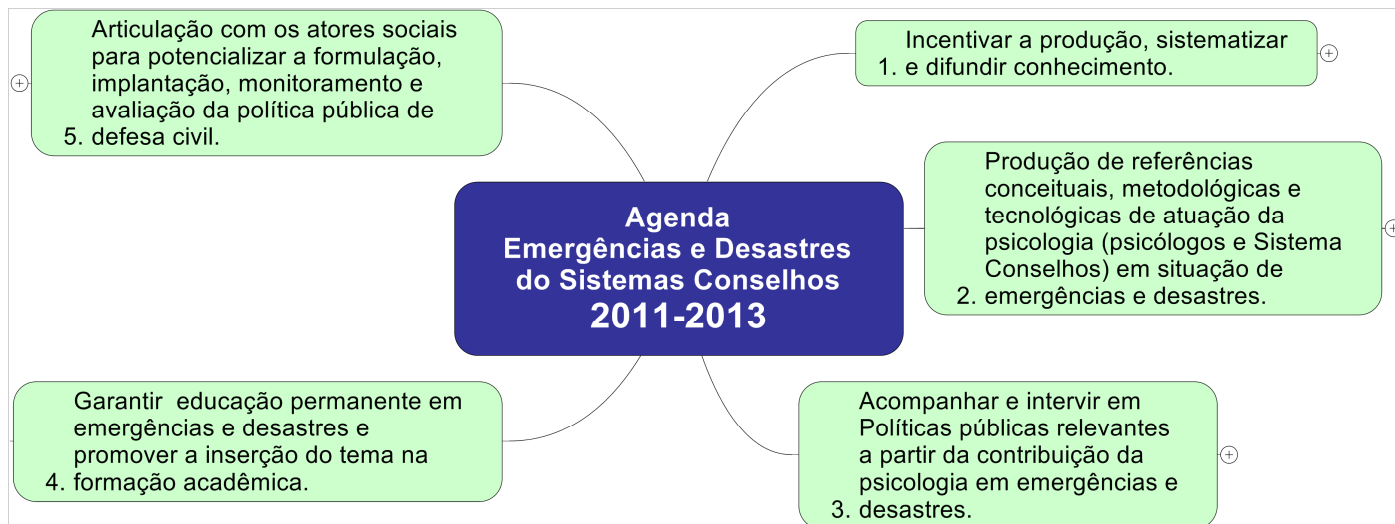 Agenda
Emergências e Desastres
do Sistemas Conselhos
2011-2013
Incentivar a produção, sistematizar
1. e difundir conhecimento.
Produção de referências
conceituais, metodológicas e
tecnológicas de atuação da
psicologia (psicólogos e Sistema
Conselhos) em situação de
2. emergências e desastres.
Acompanhar e intervir em
Políticas públicas relevantes
a partir da contribuição da
psicologia em emergências e
3. desastres.
Garantir  educação permanente em
emergências e desastres e
promover a inserção do tema na
4. formação acadêmica.
Articulação com os atores sociais
para potencializar a formulação,
implantação, monitoramento e
avaliação da política pública de
5. defesa civil.